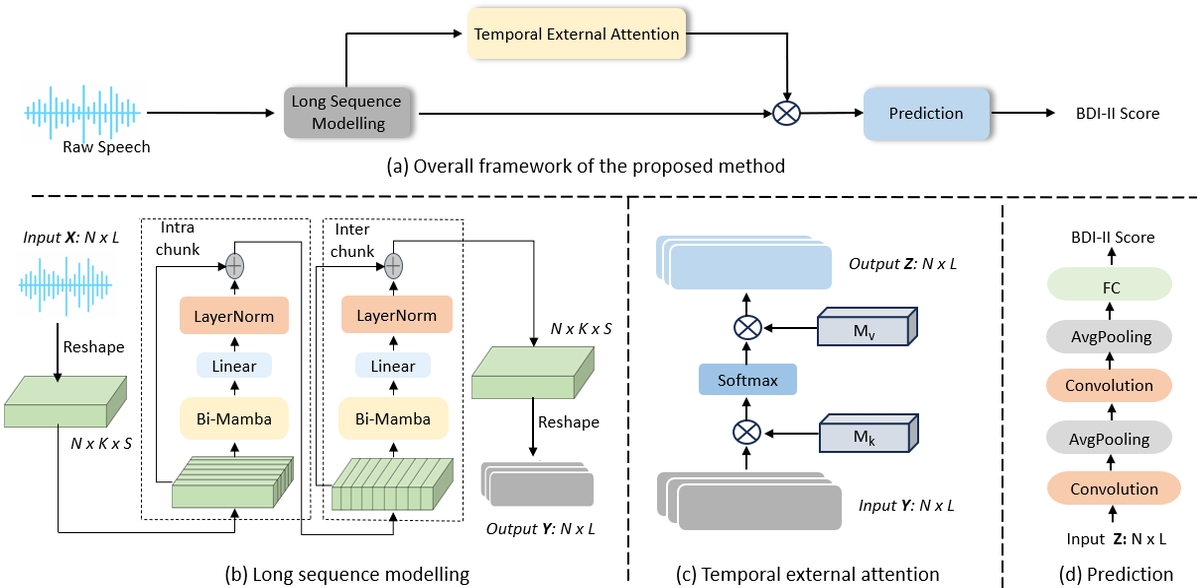 Temporal External Attention
Long Sequence
Modelling
Prediction
BDI-II Score
Raw Speech
(a) Overall framework of the proposed method
Input X: N x L
Reshape
N x K x S
Intra
chunk
LayerNorm
Linear
Bi-Mamba
Inter
chunk
LayerNorm
Linear
Bi-Mamba
N x K x S
Reshape
Output Y: N x L
(b) Long sequence modelling
Output Z: N x L
Mv
Softmax
Mk
Input Y: N x L
(c) Temporal external attention
BDI-II Score
FC
AvgPooling
Convolution
AvgPooling
Convolution
Input Z: N x L
(d) Prediction